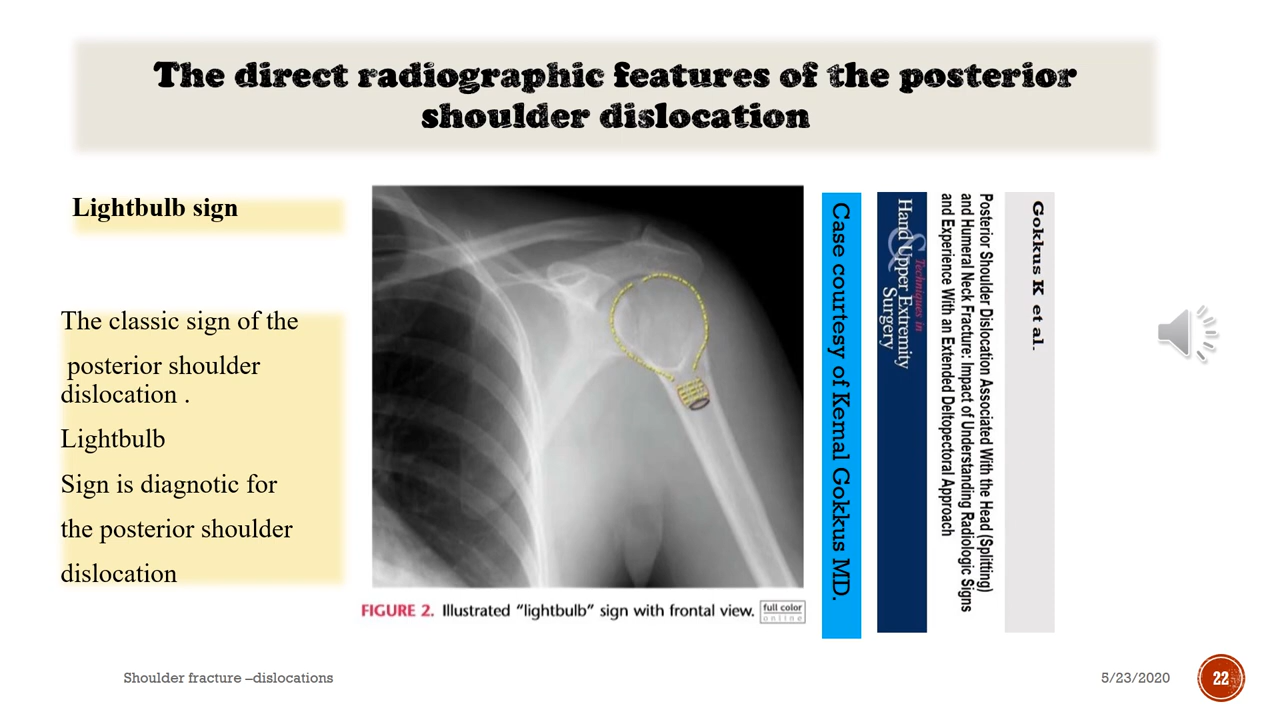 The direct radiographic features of the posterior
shoulder dislocation
Lightbulb sign
The classic sign of the
posterior shoulder
dislocation .
Lightbulb
Sign is diagnotic for
the posterior shoulder
dislocation
FIGURE 2. Illustrated "lightbulb" sign with frontal view.
full color
online
Case courtesy of Kemal Gokkus MD.
Techniques in
Hand & Upper Extremity
Surgery
Posterior Shoulder Dislocation Associated With the Head (Splitting)
and Humeral Neck Fracture: Impact of Understanding Radiologic Signs
and Experience With an Extended Deltopectoral Approach
Gokkus K et al.
Shoulder fracture –dislocations
5/23/2020
22